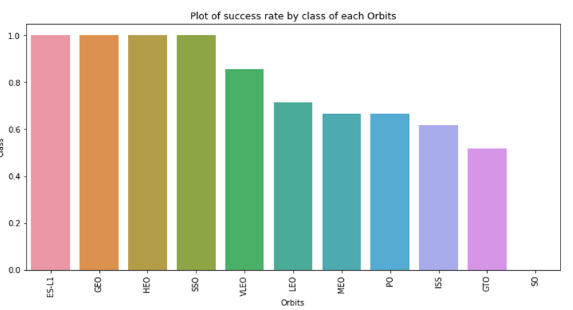 Plot of success rate by class of each Orbits
1.0
0.8
0.6
0.4
0.2
0.0
Class
ES-L1
GEO
HEO
SSO
VLEO
LEO
MEO
PO
ISS
GTO
SO
Orbits